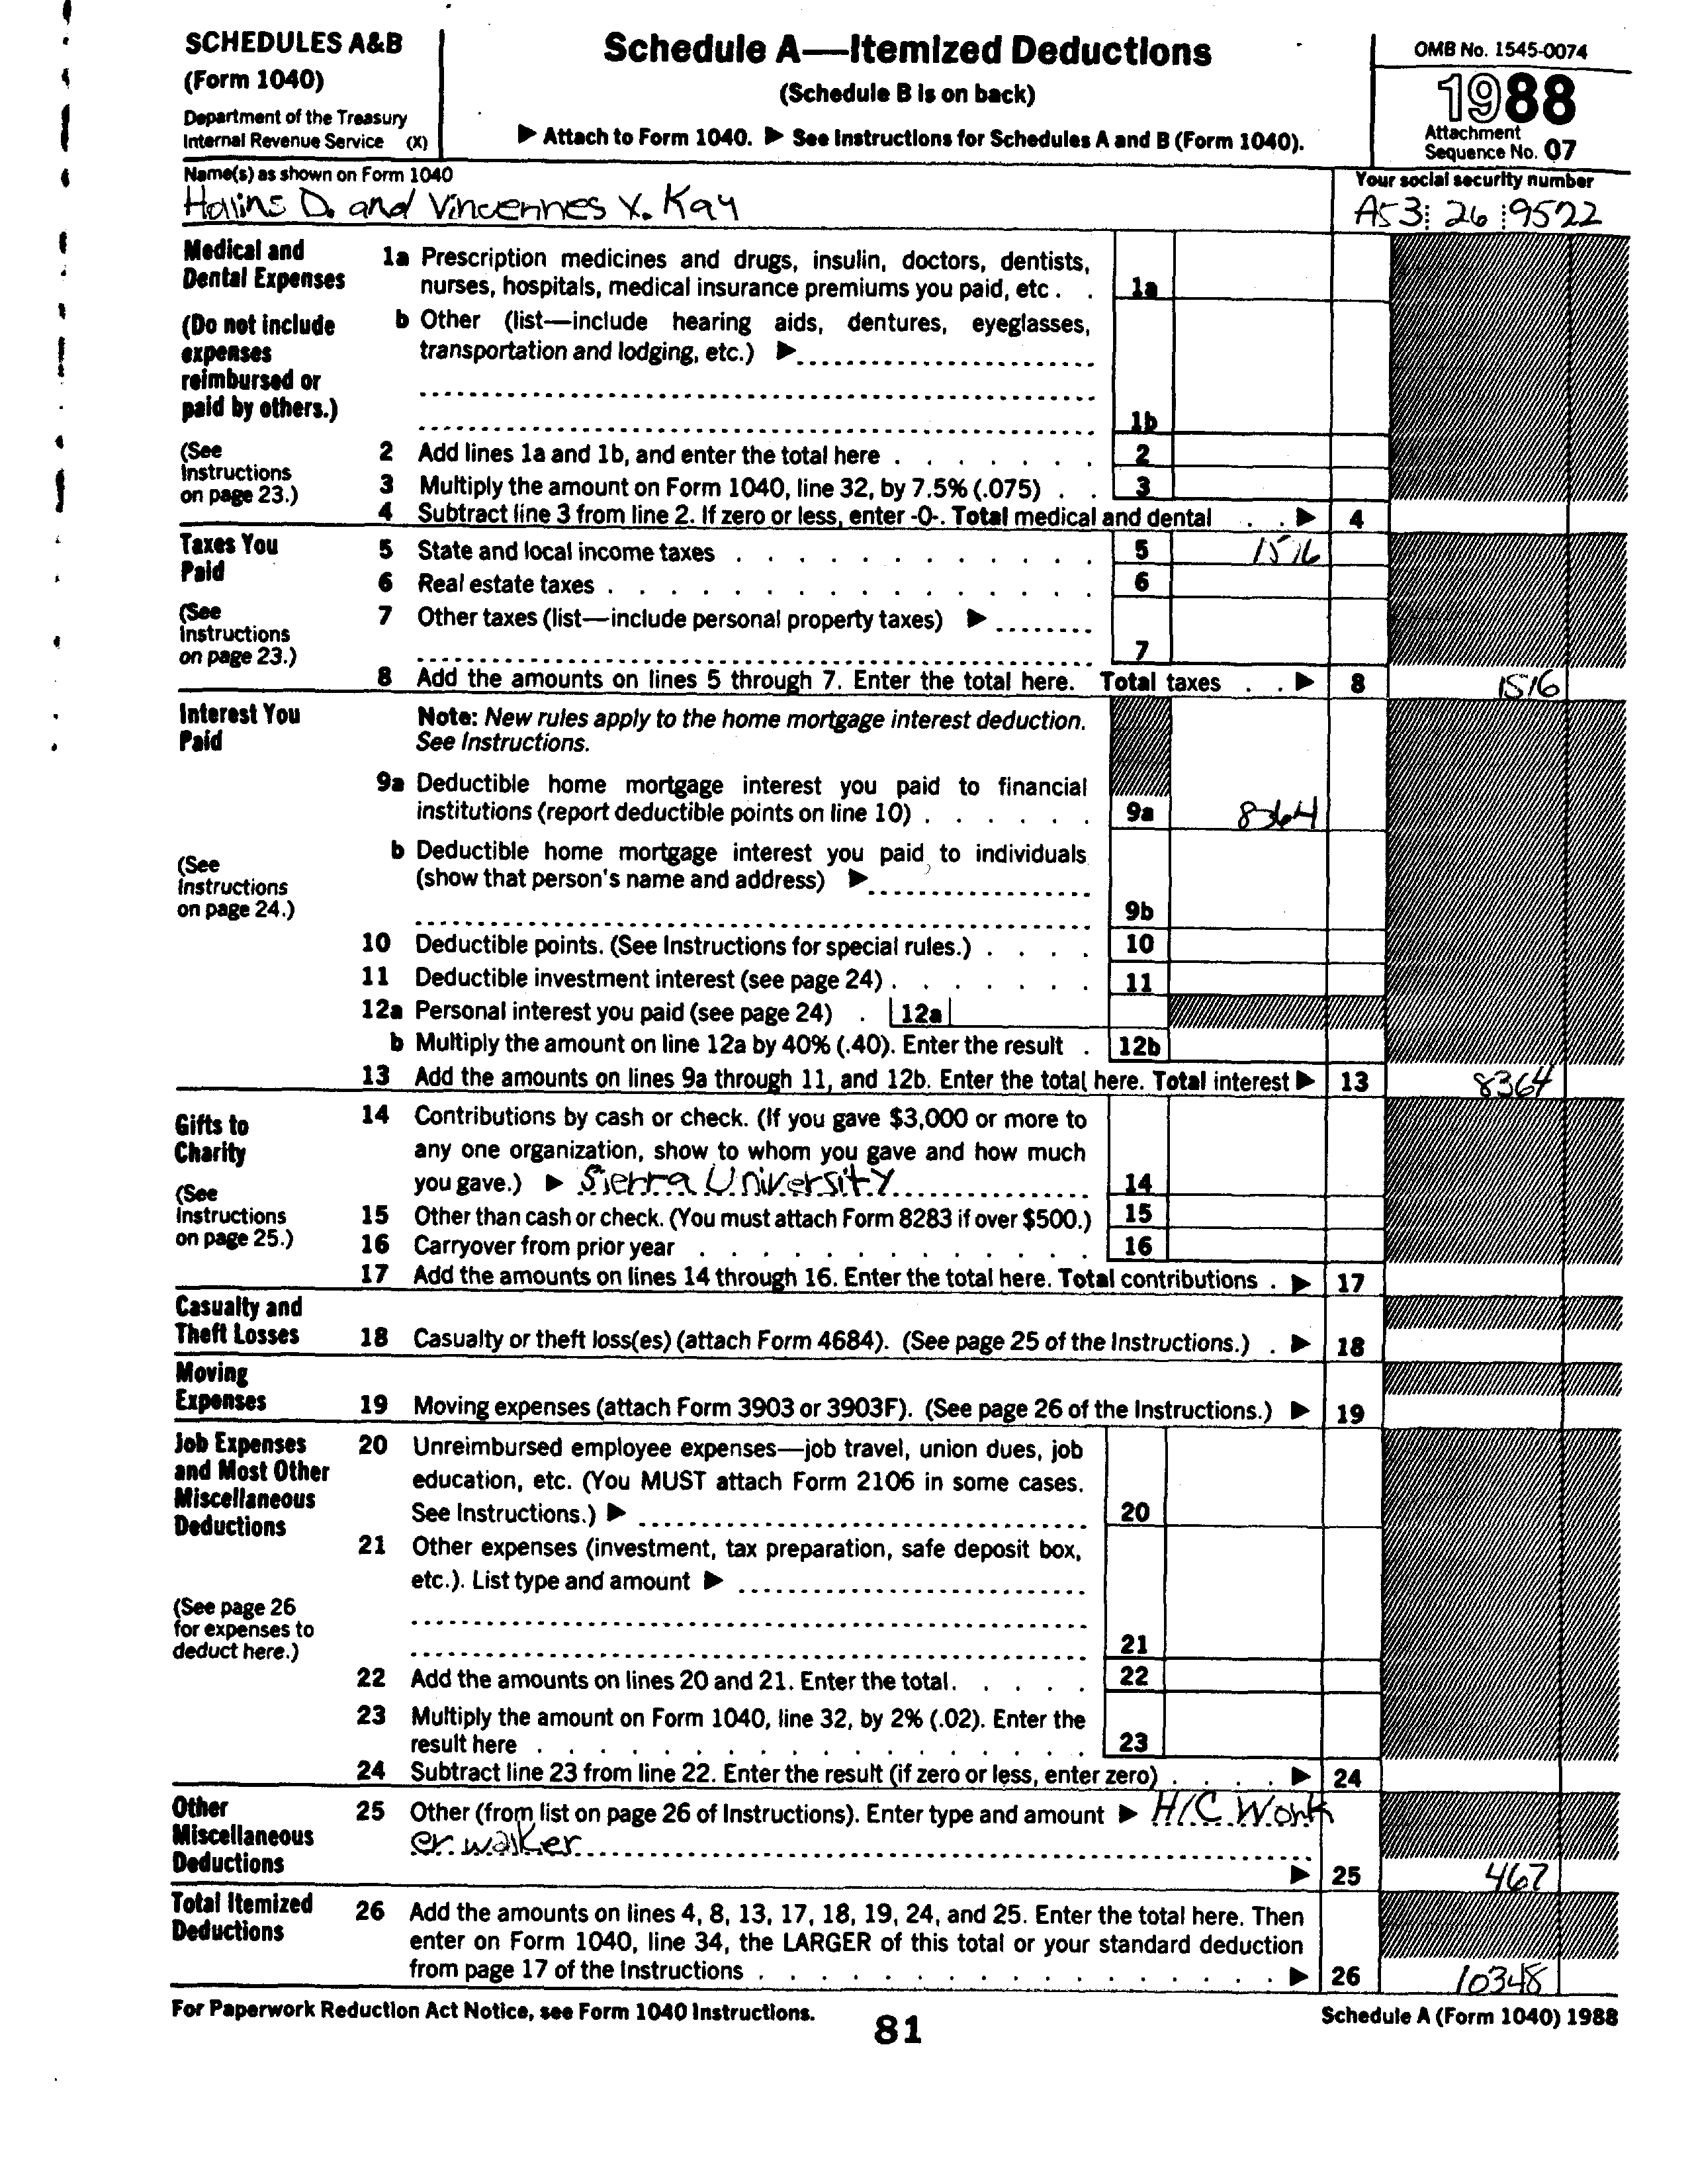 SCHEDULES A&B
(Form 1040)
Department of the Treasury
Internal Revenue Service (X)
Schedule A—Itemized Deductions
(Schedule B is on back)
▶ Attach to Form 1040. ▶ See Instructions for Schedules A and B (Form 1040).
OMB No. 1545-0074
1988
Attachment
Sequence No. 07
Name(s) as shown on Form 1040
D. and Vincennes X. Kay
Your social security number
A53 26 9522
Medical and
Dental Expenses
(Do not include
expenses
reimbursed or
paid by others.)
(See
Instructions
on page 23.)
1a Prescription medicines and drugs, insulin, doctors, dentists,
nurses, hospitals, medical insurance premiums you paid, etc . . 1a
b Other (list—include hearing aids, dentures, eyeglasses,
transportation and lodging, etc.) ▶
1b
2 Add lines 1a and 1b, and enter the total here . . . . . . . 2
3 Multiply the amount on Form 1040, line 32, by 7.5% (.075) . . 3
4 Subtract line 3 from line 2. If zero or less, enter -0-. Total medical and dental . . ▶ 4
Taxes You
Paid
(See
Instructions
on page 23.)
5 State and local income taxes . . . . . . . . . . . . 5 1516
6 Real estate taxes . . . . . . . . . . . . . . . . 6
7 Other taxes (list—include personal property taxes) ▶
7
8 Add the amounts on lines 5 through 7. Enter the total here. Total taxes . . ▶ 8 1516
Interest You
Paid
(See
Instructions
on page 24.)
Note: New rules apply to the home mortgage interest deduction.
See Instructions.
9a Deductible home mortgage interest you paid to financial
institutions (report deductible points on line 10) . . . . . . 9a 8364
b Deductible home mortgage interest you paid to individuals
(show that person's name and address) ▶
9b
10 Deductible points. (See Instructions for special rules.) . . . . 10
11 Deductible investment interest (see page 24) . . . . . . . 11
12a Personal interest you paid (see page 24) . 12a
b Multiply the amount on line 12a by 40% (.40). Enter the result . 12b
13 Add the amounts on lines 9a through 11, and 12b. Enter the total here. Total interest ▶ 13 8364
Gifts to
Charity
(See
Instructions
on page 25.)
14 Contributions by cash or check. (If you gave $3,000 or more to
any one organization, show to whom you gave and how much
you gave.) ▶ Sierra University 14
15 Other than cash or check. (You must attach Form 8283 if over $500.) 15
16 Carryover from prior year . . . . . . . . . . . . . 16
17 Add the amounts on lines 14 through 16. Enter the total here. Total contributions . ▶ 17
Casualty and
Theft Losses
18 Casualty or theft loss(es) (attach Form 4684). (See page 25 of the Instructions.) . ▶ 18
Moving
Expenses
19 Moving expenses (attach Form 3903 or 3903F). (See page 26 of the Instructions.) ▶ 19
Job Expenses
and Most Other
Miscellaneous
Deductions
(See page 26
for expenses to
deduct here.)
20 Unreimbursed employee expenses—job travel, union dues, job
education, etc. (You MUST attach Form 2106 in some cases.
See Instructions.) ▶ 20
21 Other expenses (investment, tax preparation, safe deposit box,
etc.). List type and amount ▶
21
22 Add the amounts on lines 20 and 21. Enter the total. . . . . . 22
23 Multiply the amount on Form 1040, line 32, by 2% (.02). Enter the
result here . . . . . . . . . . . . . . . . . . 23
24 Subtract line 23 from line 22. Enter the result (if zero or less, enter zero) . . . . ▶ 24
Other
Miscellaneous
Deductions
25 Other (from list on page 26 of Instructions). Enter type and amount ▶ H/C Work
er walker
▶ 25 467
Total Itemized
Deductions
26 Add the amounts on lines 4, 8, 13, 17, 18, 19, 24, and 25. Enter the total here. Then
enter on Form 1040, line 34, the LARGER of this total or your standard deduction
from page 17 of the Instructions . . . . . . . . . . . . . . . . . ▶ 26 10348
For Paperwork Reduction Act Notice, see Form 1040 Instructions.
81
Schedule A (Form 1040) 1988